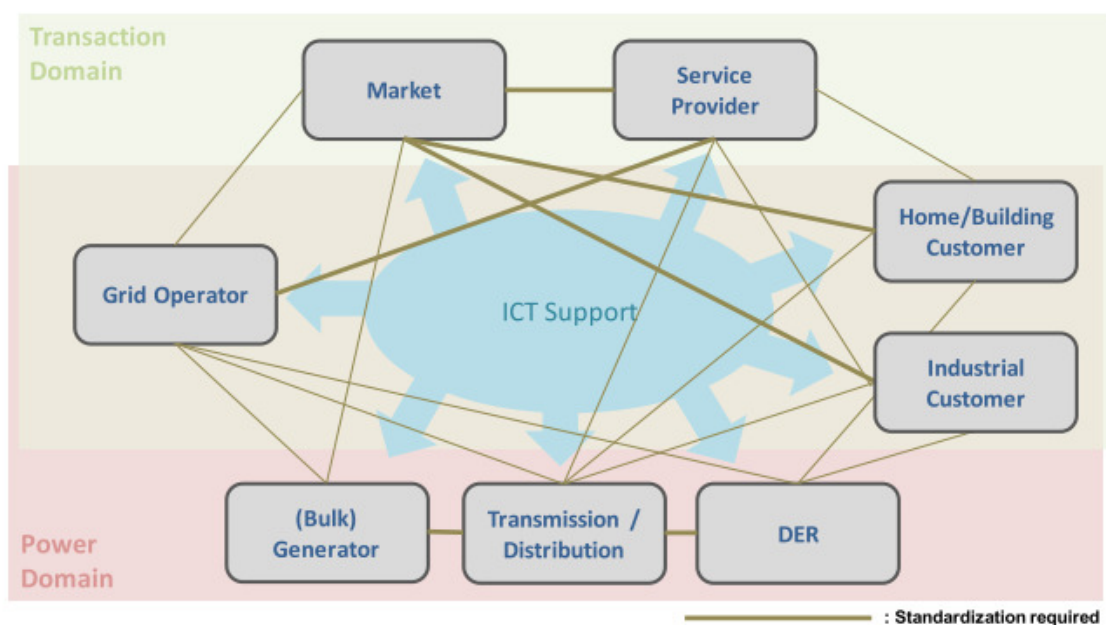 Transaction
Domain
Market
Service
Provider
Home/Building
Customer
Grid Operator
ICT Support
Industrial
Customer
(Bulk)
Generator
Transmission /
Distribution
DER
Power
Domain
: Standardization required